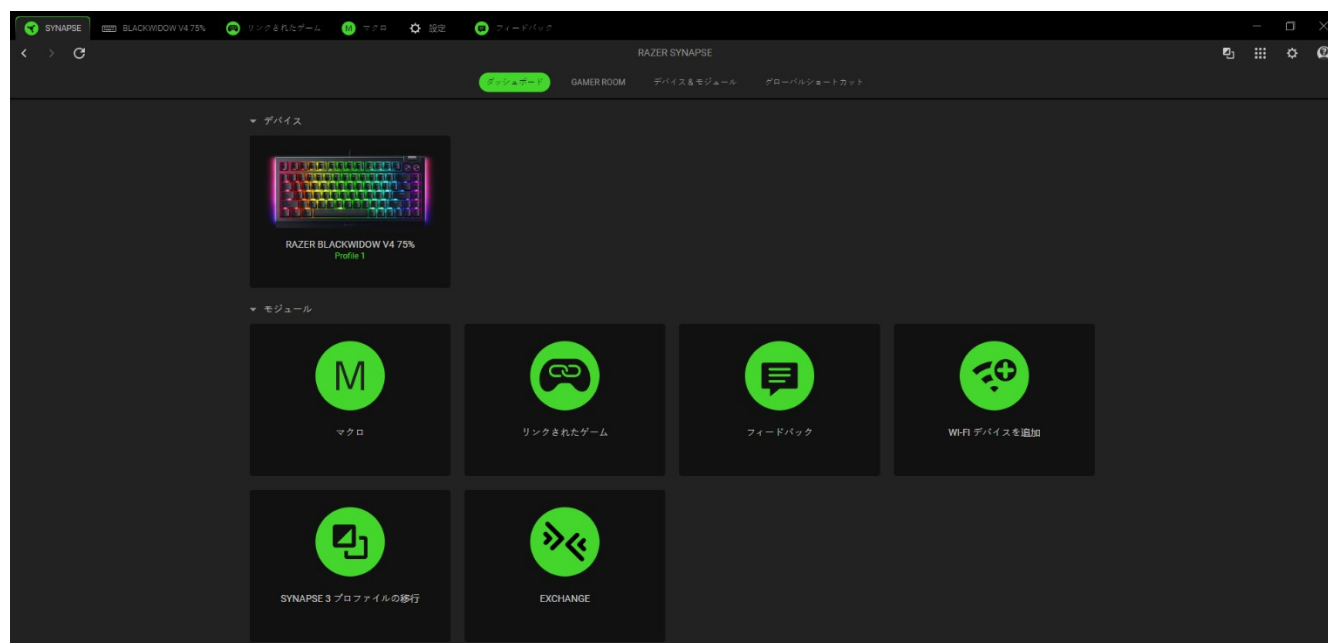 SYNAPSE BLACKWIDOW V4 75% リンクされたゲーム M マクロ 設定 フィードバック
RAZER SYNAPSE
ダッシュボード GAMER ROOM デバイス&モジュール グローバルショートカット
デバイス
RAZER BLACKWIDOW V4 75%
Profile 1
モジュール
M
マクロ
リンクされたゲーム
フィードバック
WI-FI デバイスを追加
SYNAPSE 3 プロファイルの移行
EXCHANGE